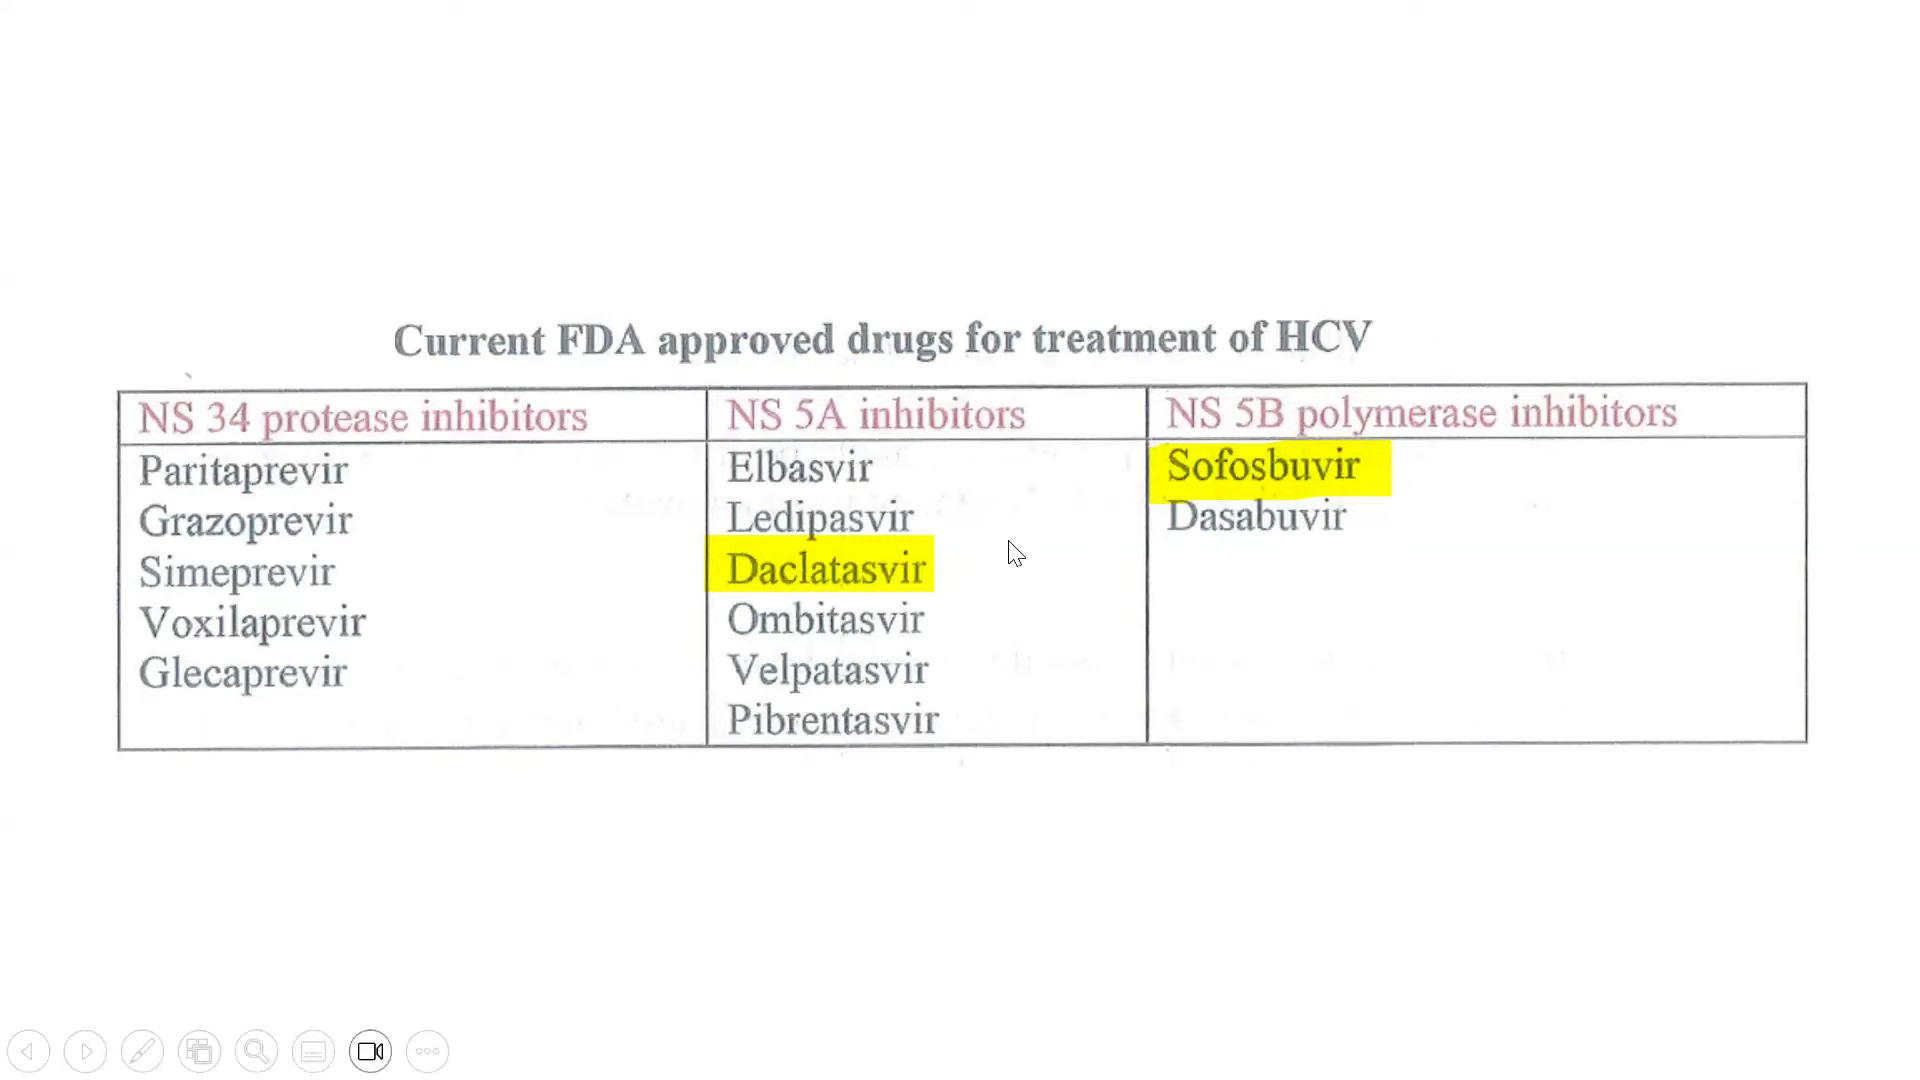 Current FDA approved drugs for treatment of HCV
NS 34 protease inhibitors
NS 5A inhibitors
NS 5B polymerase inhibitors
Paritaprevir
Grazoprevir
Simeprevir
Voxilaprevir
Glecaprevir
Elbasvir
Ledipasvir
Daclatasvir
Ombitasvir
Velpatasvir
Pibrentasvir
Sofosbuvir
Dasabuvir